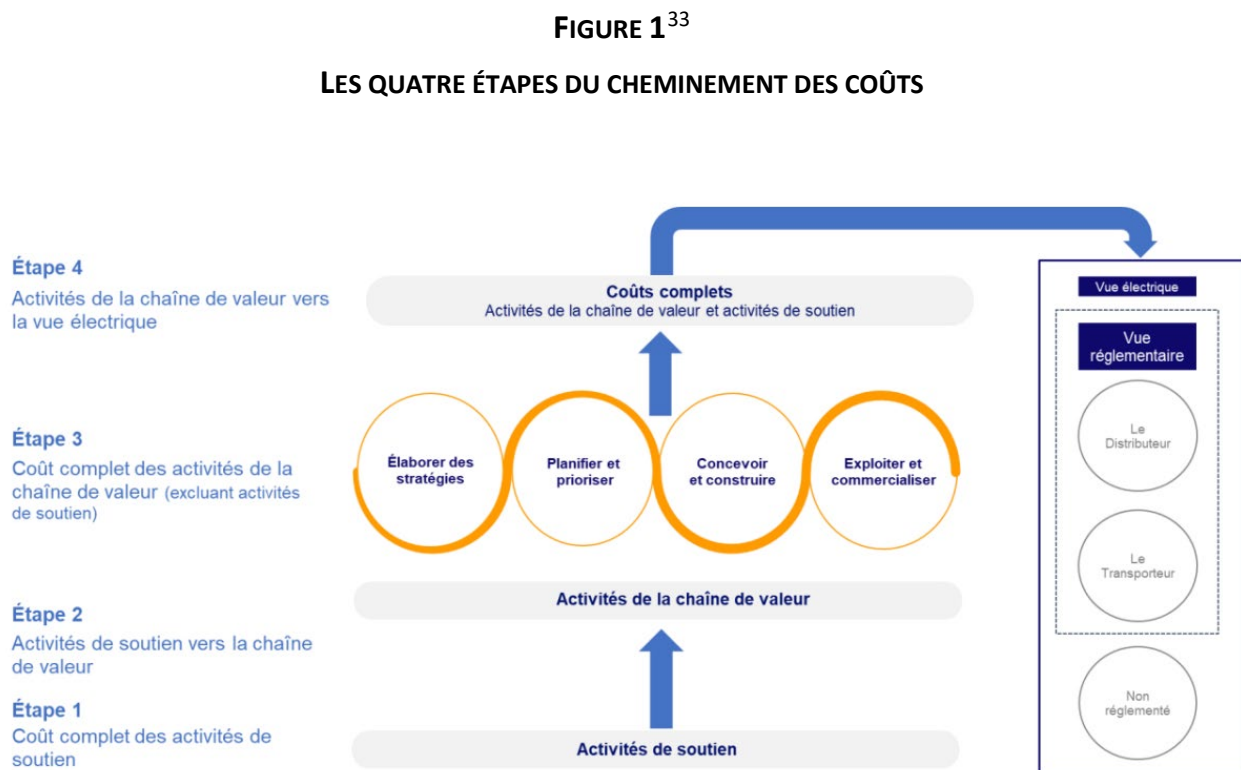 FIGURE 1³³
LES QUATRE ÉTAPES DU CHEMINEMENT DES COÛTS
Étape 4
Activités de la chaîne de valeur vers
la vue électrique
Coûts complets
Activités de la chaîne de valeur et activités de soutien
Étape 3
Coût complet des activités de la
chaîne de valeur (excluant activités
de soutien)
Élaborer des
stratégies
Planifier et
prioriser
Concevoir
et construire
Exploiter et
commercialiser
Activités de la chaîne de valeur
Étape 2
Activités de soutien vers la chaîne
de valeur
Étape 1
Coût complet des activités de
soutien
Activités de soutien
Vue électrique
Vue
réglementaire
Le
Distributeur
Le
Transporteur
Non
réglementé